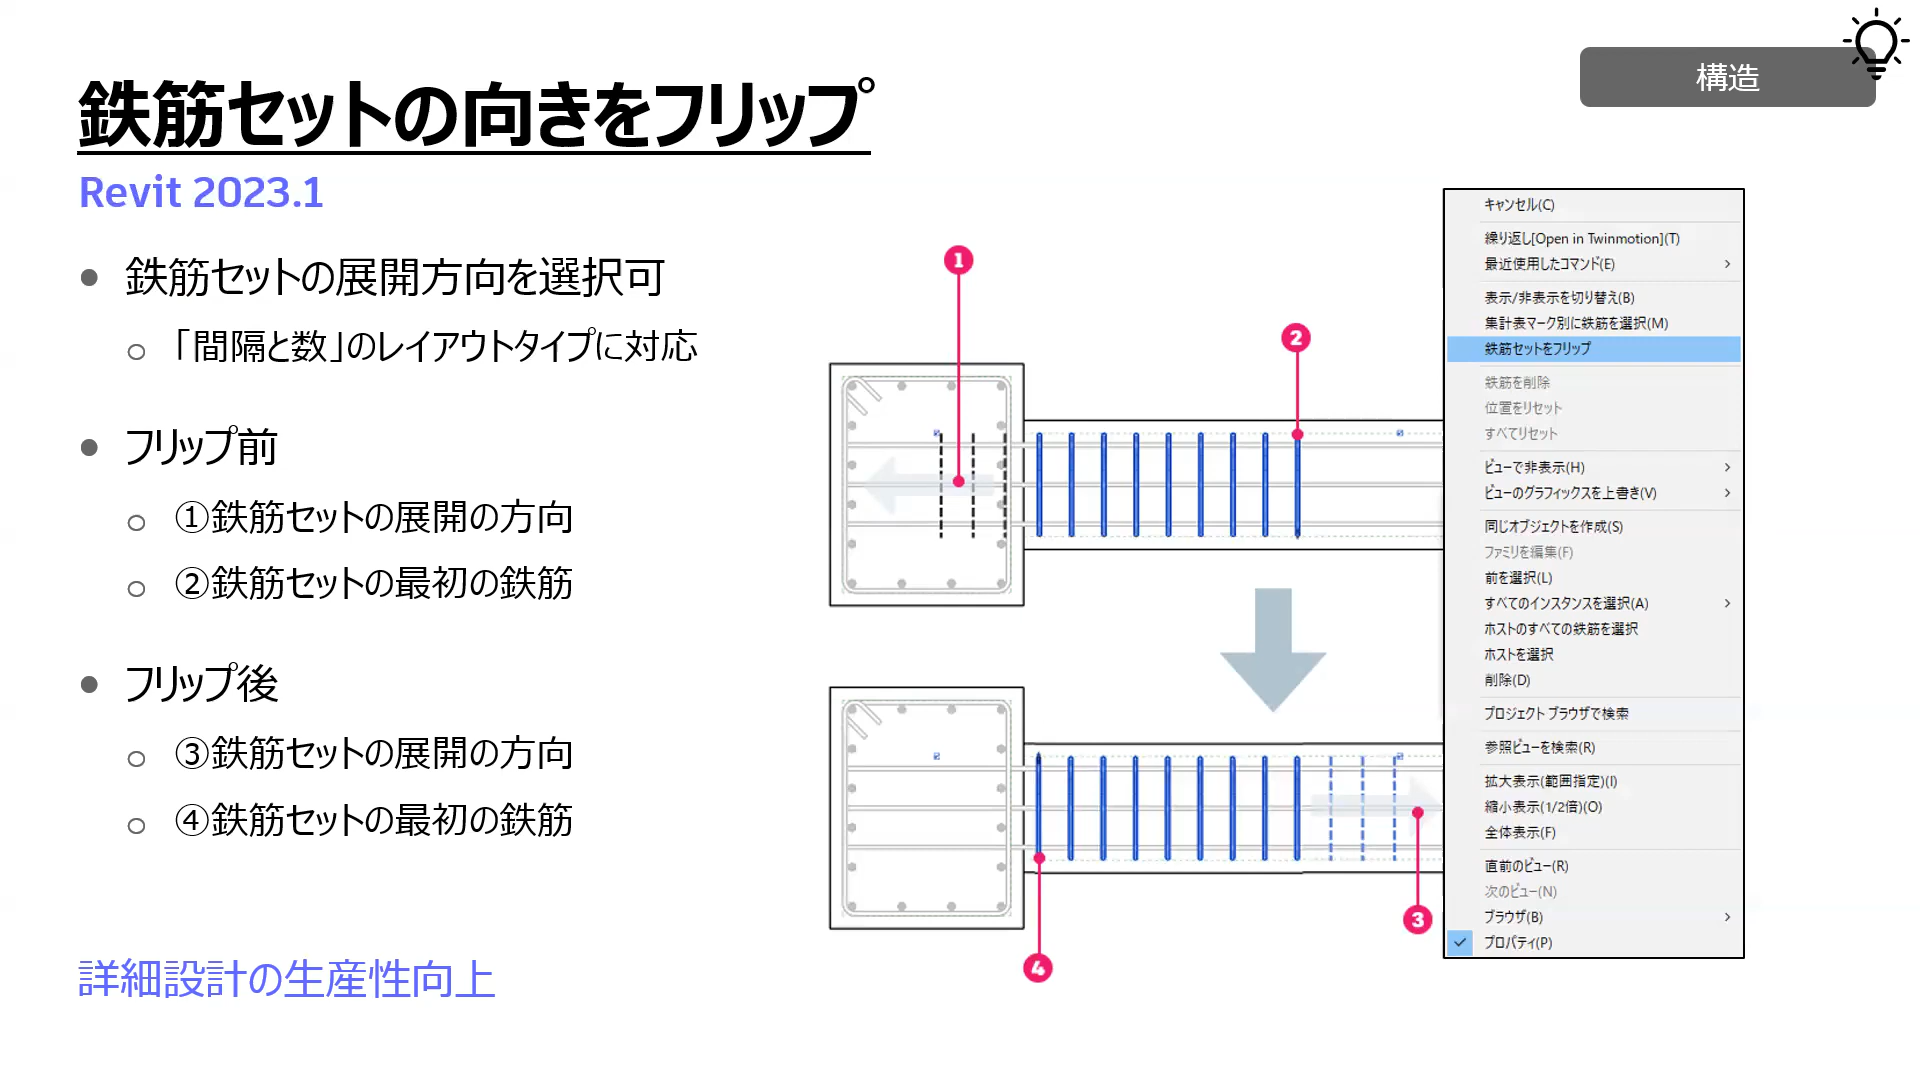 鉄筋セットの向きをフリップ
構造
Revit 2023.1
鉄筋セットの展開方向を選択可
「間隔と数」のレイアウトタイプに対応
フリップ前
①鉄筋セットの展開の方向
②鉄筋セットの最初の鉄筋
フリップ後
③鉄筋セットの展開の方向
④鉄筋セットの最初の鉄筋
詳細設計の生産性向上
1
2
3
4
キャンセル(C)
繰り返し[Open in Twinmotion](T)
最近使用したコマンド(E)
表示/非表示を切り替え(B)
集計表マーク別に鉄筋を選択(M)
鉄筋セットをフリップ
鉄筋を削除
位置をリセット
すべてリセット
ビューで非表示(H)
ビューのグラフィックスを上書き(V)
同じオブジェクトを作成(S)
ファミリを編集(F)
前を選択(L)
すべてのインスタンスを選択(A)
ホストのすべての鉄筋を選択
ホストを選択
削除(D)
プロジェクト ブラウザで検索
参照ビューを検索(R)
拡大表示(範囲指定)(I)
縮小表示(1/2倍)(O)
全体表示(F)
直前のビュー(R)
次のビュー(N)
ブラウザ(B)
プロパティ(P)